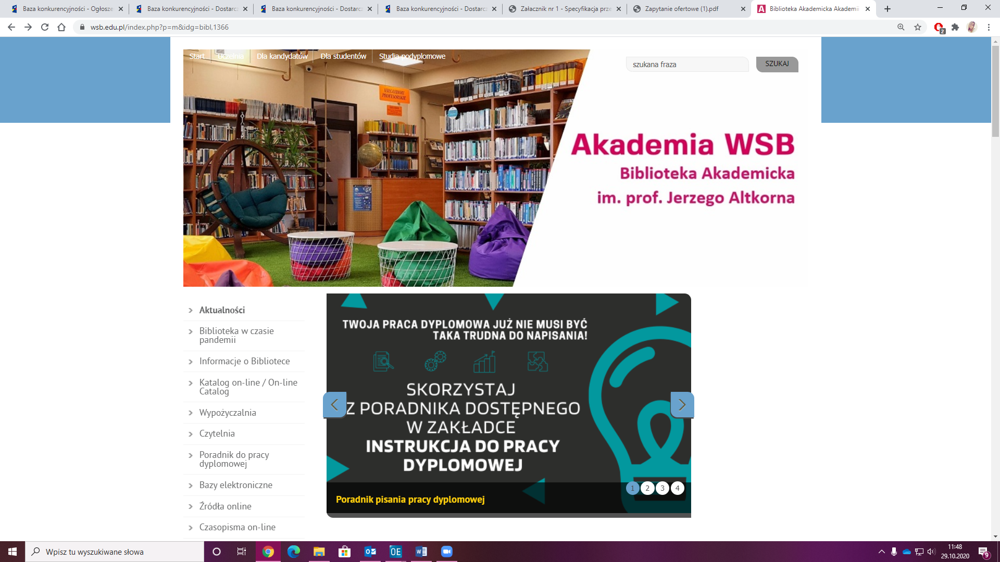 Baza konkurencyjności - Ogłosze
Baza konkurencyjności - Dostarcz
Baza konkurencyjności - Dostarcz
Baza konkurencyjności - Dostarcz
Załacznik nr 1 - Specyfikacja prze
Zapytanie ofertowe (1).pdf
Biblioteka Akademicka Akademii
wsb.edu.pl/index.php?p=m&idg=bibl,1366
2
Start
Uczelnia
Dla kandydatów
Dla studentów
Studia podyplomowe
szukana fraza
SZUKAJ
KSIĘGOZBIORY
PROFESORSKIE
Akademia WSB
Biblioteka Akademicka
im. prof. Jerzego Altkorna
Aktualności
Biblioteka w czasie
pandemii
Informacje o Bibliotece
Katalog on-line / On-line
Catalog
Wypożyczalnia
Czytelnia
Poradnik do pracy
dyplomowej
Bazy elektroniczne
Źródła online
Czasopisma on-line
TWOJA PRACA DYPLOMOWA JUŻ NIE MUSI BYĆ
TAKA TRUDNA DO NAPISANIA!
SKORZYSTAJ
Z PORADNIKA DOSTĘPNEGO
W ZAKŁADCE
INSTRUKCJA DO PRACY
DYPLOMOWEJ
1 2 3 4
Poradnik pisania pracy dyplomowej
Wpisz tu wyszukiwane słowa
11:48
29.10.2020
9